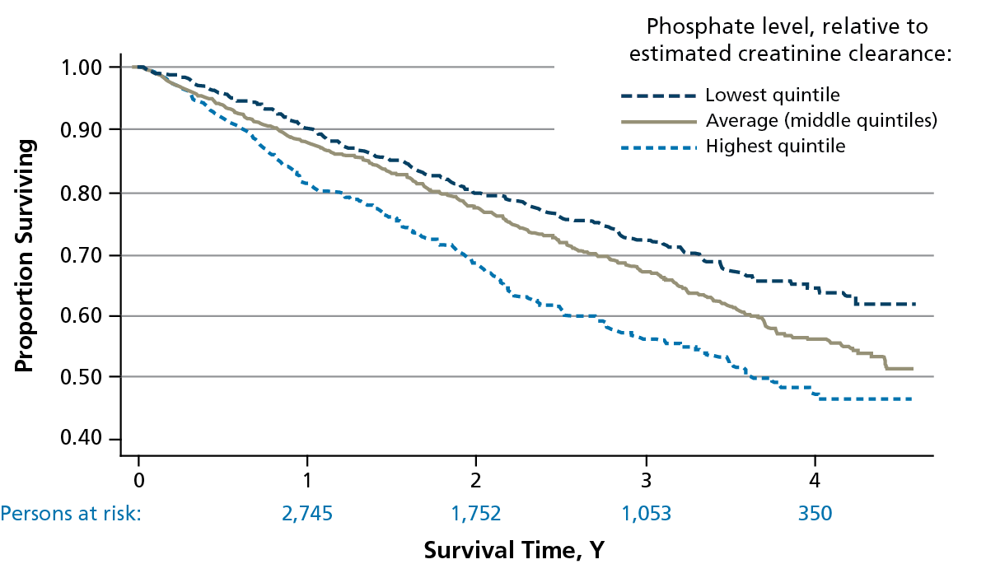 Phosphate level, relative to
estimated creatinine clearance:
Lowest quintile
Average (middle quintiles)
Highest quintile
Proportion Surviving
1.00
0.90
0.80
0.70
0.60
0.50
0.40
0 1 2 3 4
Persons at risk: 2,745 1,752 1,053 350
Survival Time, Y